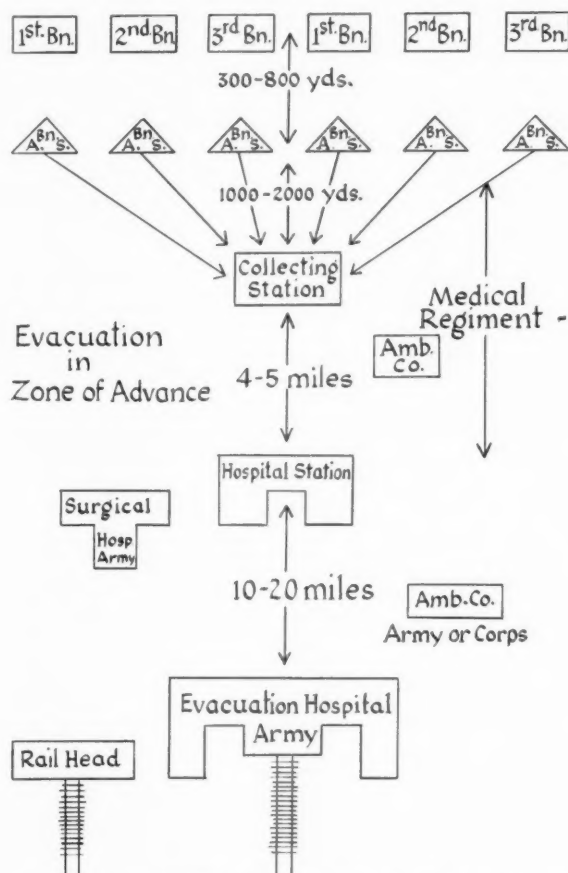 1st. Bn. 2nd. Bn. 3rd Bn. 1st. Bn. 2nd Bn. 3rd Bn.
300-800 yds.
Bn. Bn. Bn. Bn. Bn. Bn.
A. S. A. S. A. S. A. S. A. S. A. S.
1000-2000 yds.
Collecting
Station
Medical
Regiment -
Evacuation
in
Zone of Advance
Amb.
Co.
4-5 miles
Hospital Station
Surgical
Hosp
Army
10-20 miles
Amb. Co.
Army or Corps
Evacuation Hospital
Army
Rail Head